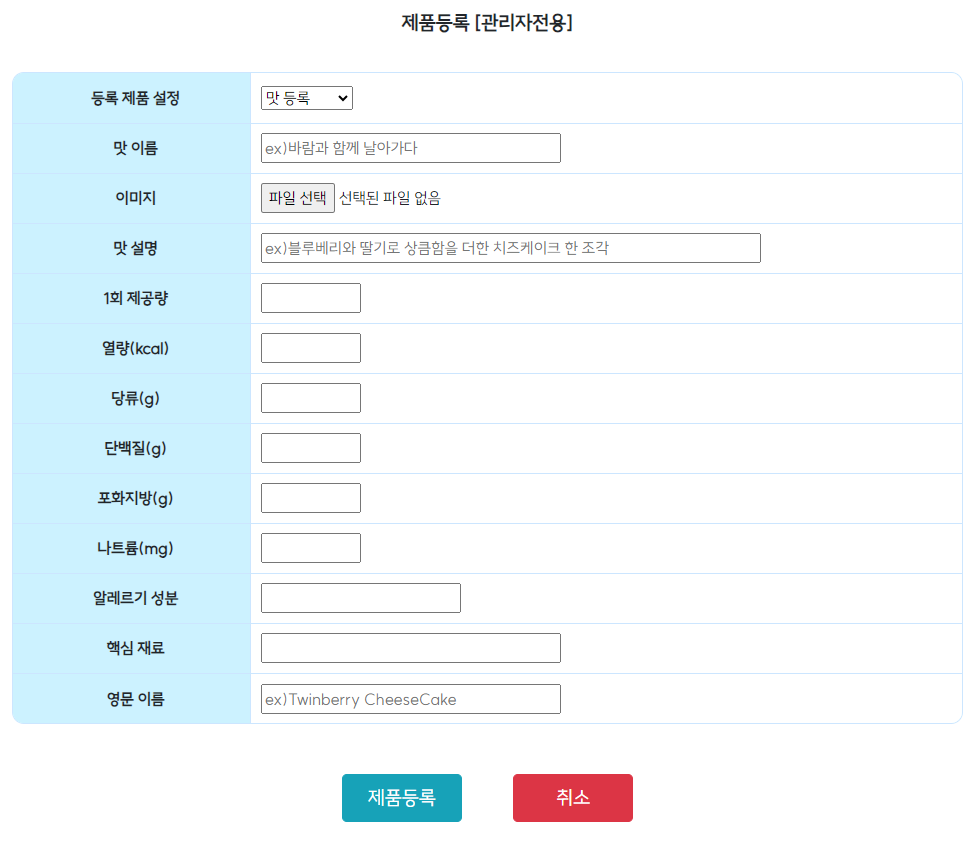 제품등록 [관리자전용]
등록 제품 설정 맛 등록
맛 이름 ex)바람과 함께 날아가다
이미지 파일 선택 선택된 파일 없음
맛 설명 ex)블루베리와 딸기로 상큼함을 더한 치즈케이크 한 조각
1회 제공량
열량(kcal)
당류(g)
단백질(g)
포화지방(g)
나트륨(mg)
알레르기 성분
핵심 재료
영문 이름 ex)Twinberry CheeseCake
제품등록 취소